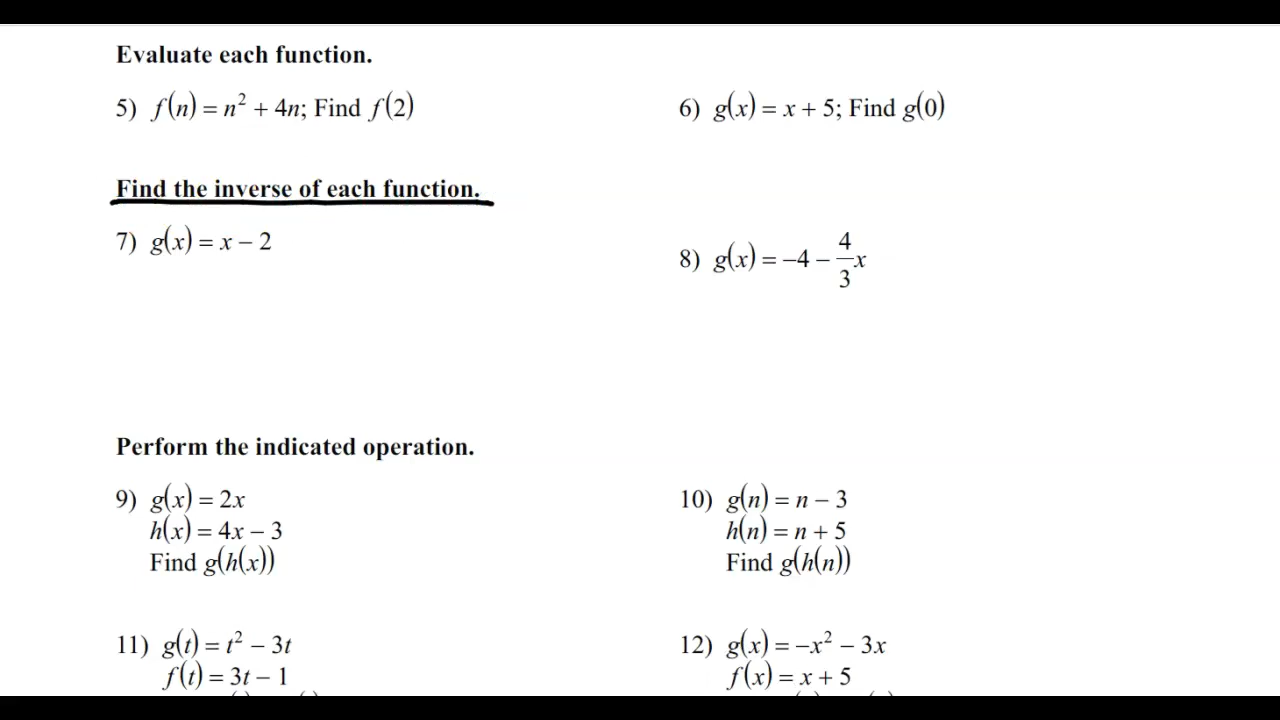 Evaluate each function.
5) f(n) = n² + 4n; Find f(2)
6) g(x) = x + 5; Find g(0)
Find the inverse of each function.
7) g(x) = x − 2
8) g(x) = −4 − 4/3 x
Perform the indicated operation.
9) g(x) = 2x
h(x) = 4x − 3
Find g(h(x))
10) g(n) = n − 3
h(n) = n + 5
Find g(h(n))
11) g(t) = t² − 3t
f(t) = 3t − 1
12) g(x) = −x² − 3x
f(x) = x + 5